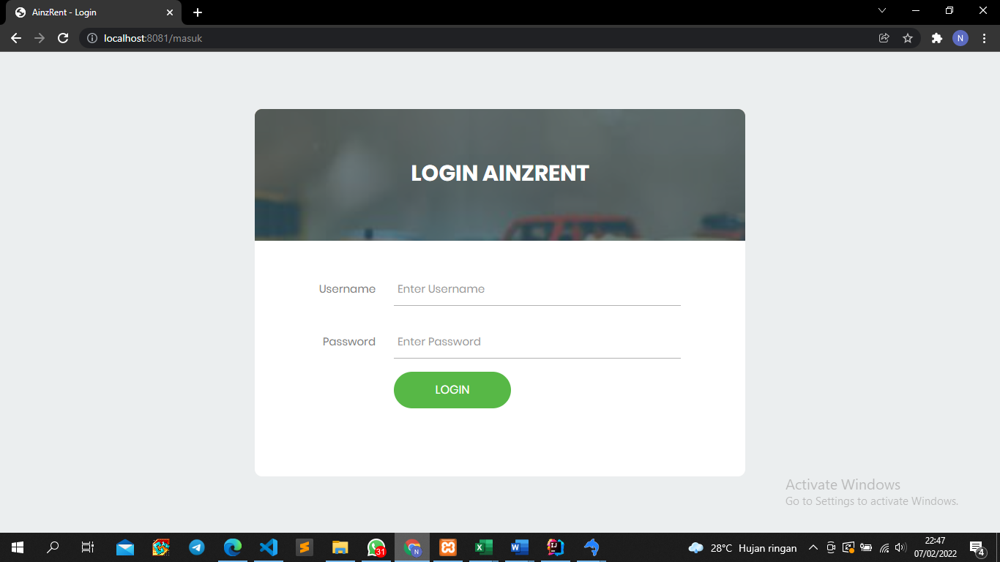 AinzRent - Login
localhost:8081/masuk
N
LOGIN AINZRENT
Username
Enter Username
Password
Enter Password
LOGIN
Activate Windows
Go to Settings to activate Windows.
31
N
X
W
IJ
28°C Hujan ringan
22:47
07/02/2022
4